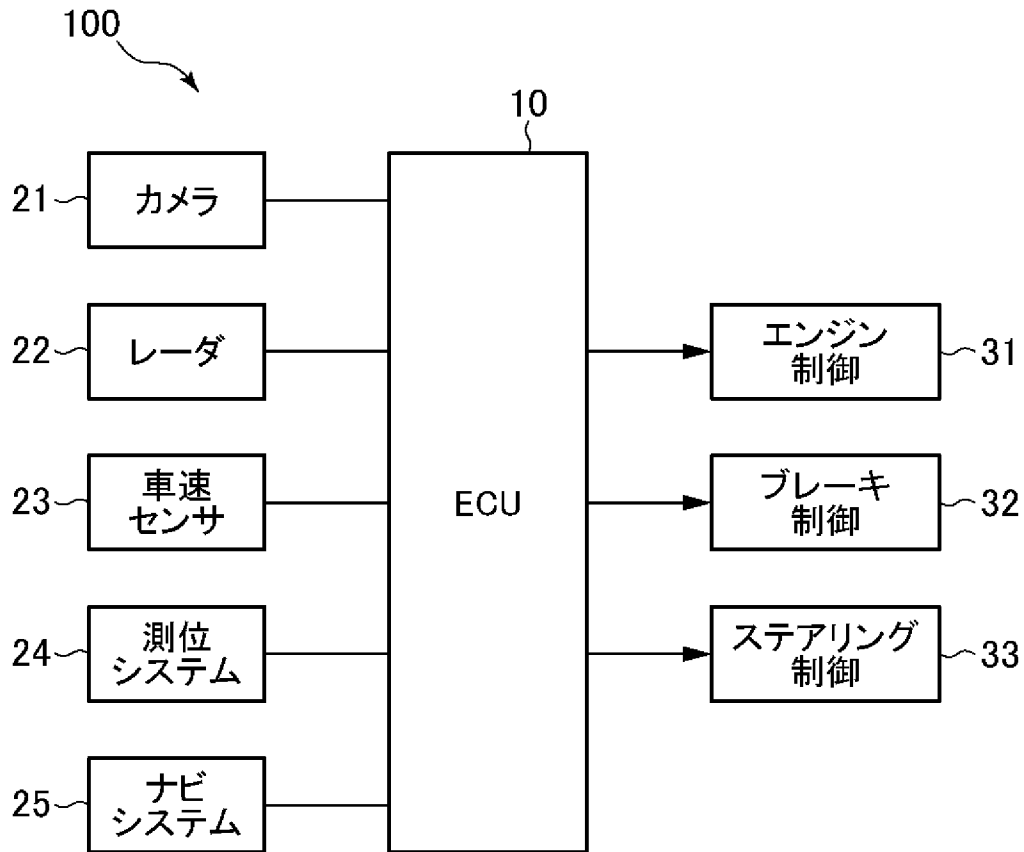 100
10
21
カメラ
22
レーダ
23
車速
センサ
24
測位
システム
25
ナビ
システム
ECU
エンジン
制御
31
ブレーキ
制御
32
ステアリング
制御
33